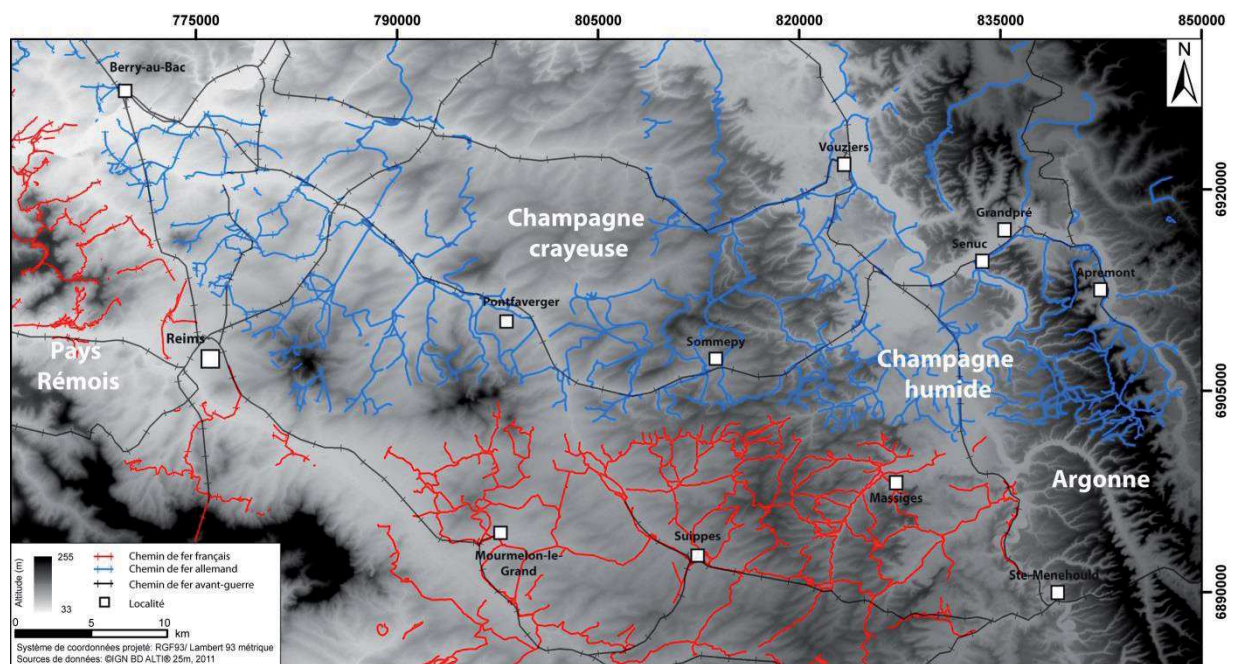 775000 790000 805000 820000 835000 850000
N
Berry-au-Bac
Vouziers
6920000
Champagne
crayeuse
Grandpré
Senuc
Apremont
Pontfaverger
Reims
Sommepy
Pays
Rémois
Champagne
humide
6905000
Argonne
Massiges
Suippes
Mourmelon-le-
Grand
Ste-Menehould
6890000
Altitude (m)
255
33
Chemin de fer français
Chemin de fer allemand
Chemin de fer avant-guerre
Localité
0 5 10
km
Système de coordonnées projeté: RGF93/ Lambert 93 métrique
Sources de données: ©IGN BD ALTI® 25m, 2011